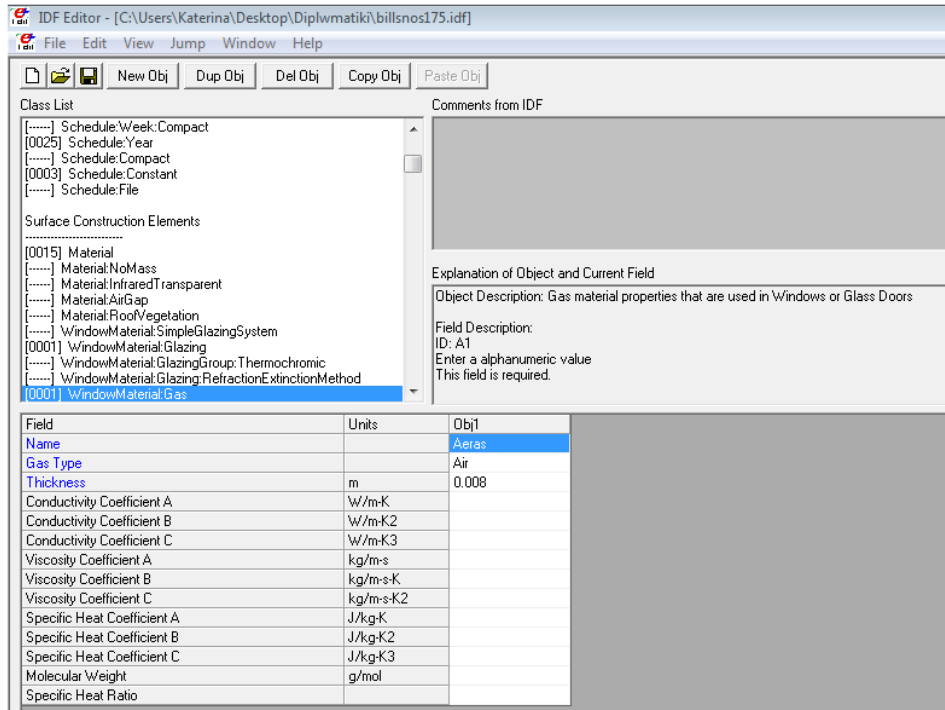 IDF Editor - [C:\Users\Katerina\Desktop\Diplwmatiki\billsnos175.idf]
File Edit View Jump Window Help
New Obj Dup Obj Del Obj Copy Obj Paste Obj
Class List
[------] Schedule:Week:Compact
[0025] Schedule:Year
[------] Schedule:Compact
[0003] Schedule:Constant
[------] Schedule:File
Surface Construction Elements
-------------------------
[0015] Material
[------] Material:NoMass
[------] Material:InfraredTransparent
[------] Material:AirGap
[------] Material:RoofVegetation
[------] WindowMaterial:SimpleGlazingSystem
[0001] WindowMaterial:Glazing
[------] WindowMaterial:GlazingGroup:Thermochromic
[------] WindowMaterial:Glazing:RefractionExtinctionMethod
[0001] WindowMaterial:Gas
Comments from IDF
Explanation of Object and Current Field
Object Description: Gas material properties that are used in Windows or Glass Doors
Field Description:
ID: A1
Enter a alphanumeric value
This field is required.
Field Units Obj1
Name Aeras
Gas Type Air
Thickness m 0.008
Conductivity Coefficient A W/m-K
Conductivity Coefficient B W/m-K2
Conductivity Coefficient C W/m-K3
Viscosity Coefficient A kg/m-s
Viscosity Coefficient B kg/m-s-K
Viscosity Coefficient C kg/m-s-K2
Specific Heat Coefficient A J/kg-K
Specific Heat Coefficient B J/kg-K2
Specific Heat Coefficient C J/kg-K3
Molecular Weight g/mol
Specific Heat Ratio